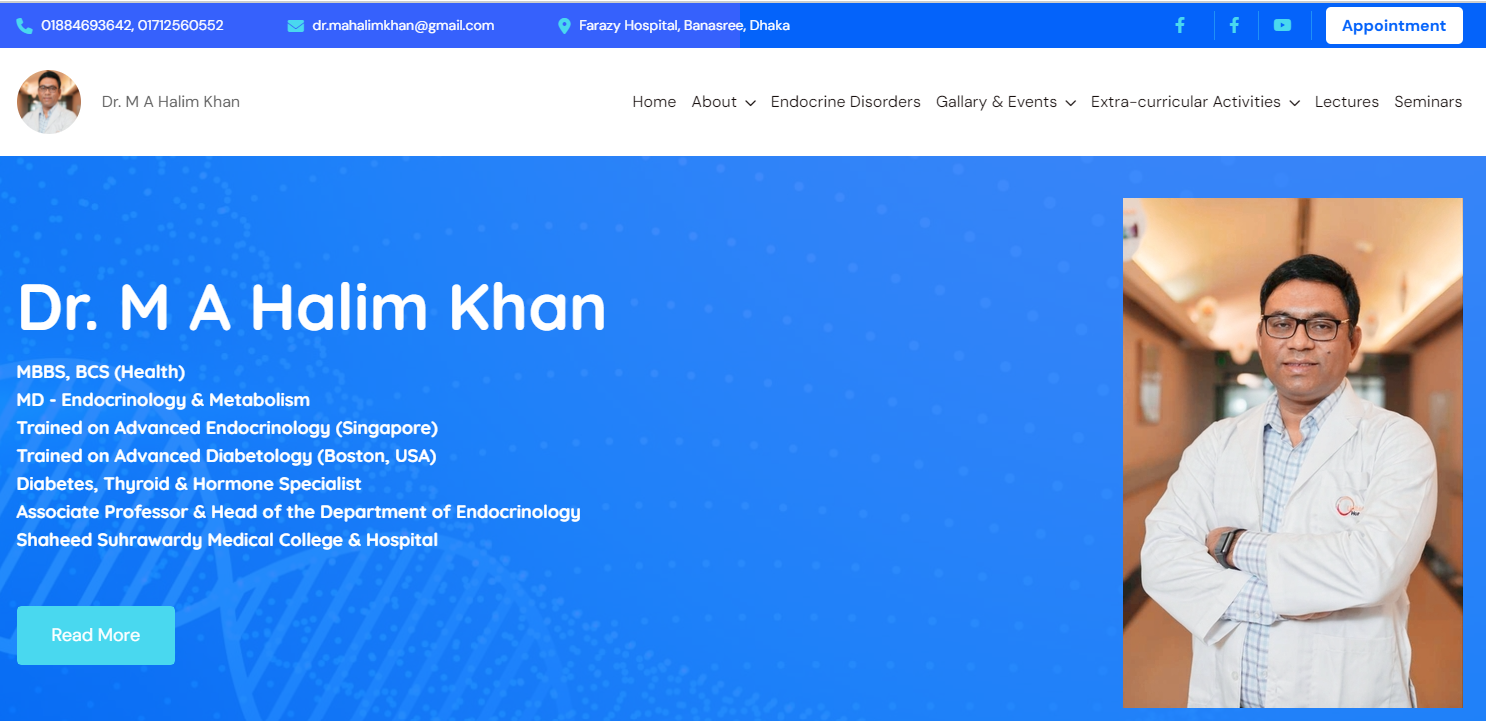 01884693642, 01712560552 dr.mahalimkhan@gmail.com Farazy Hospital, Banasree, Dhaka Appointment
Dr. M A Halim Khan Home About Endocrine Disorders Gallary & Events Extra-curricular Activities Lectures Seminars
Dr. M A Halim Khan
MBBS, BCS (Health)
MD - Endocrinology & Metabolism
Trained on Advanced Endocrinology (Singapore)
Trained on Advanced Diabetology (Boston, USA)
Diabetes, Thyroid & Hormone Specialist
Associate Professor & Head of the Department of Endocrinology
Shaheed Suhrawardy Medical College & Hospital
Read More